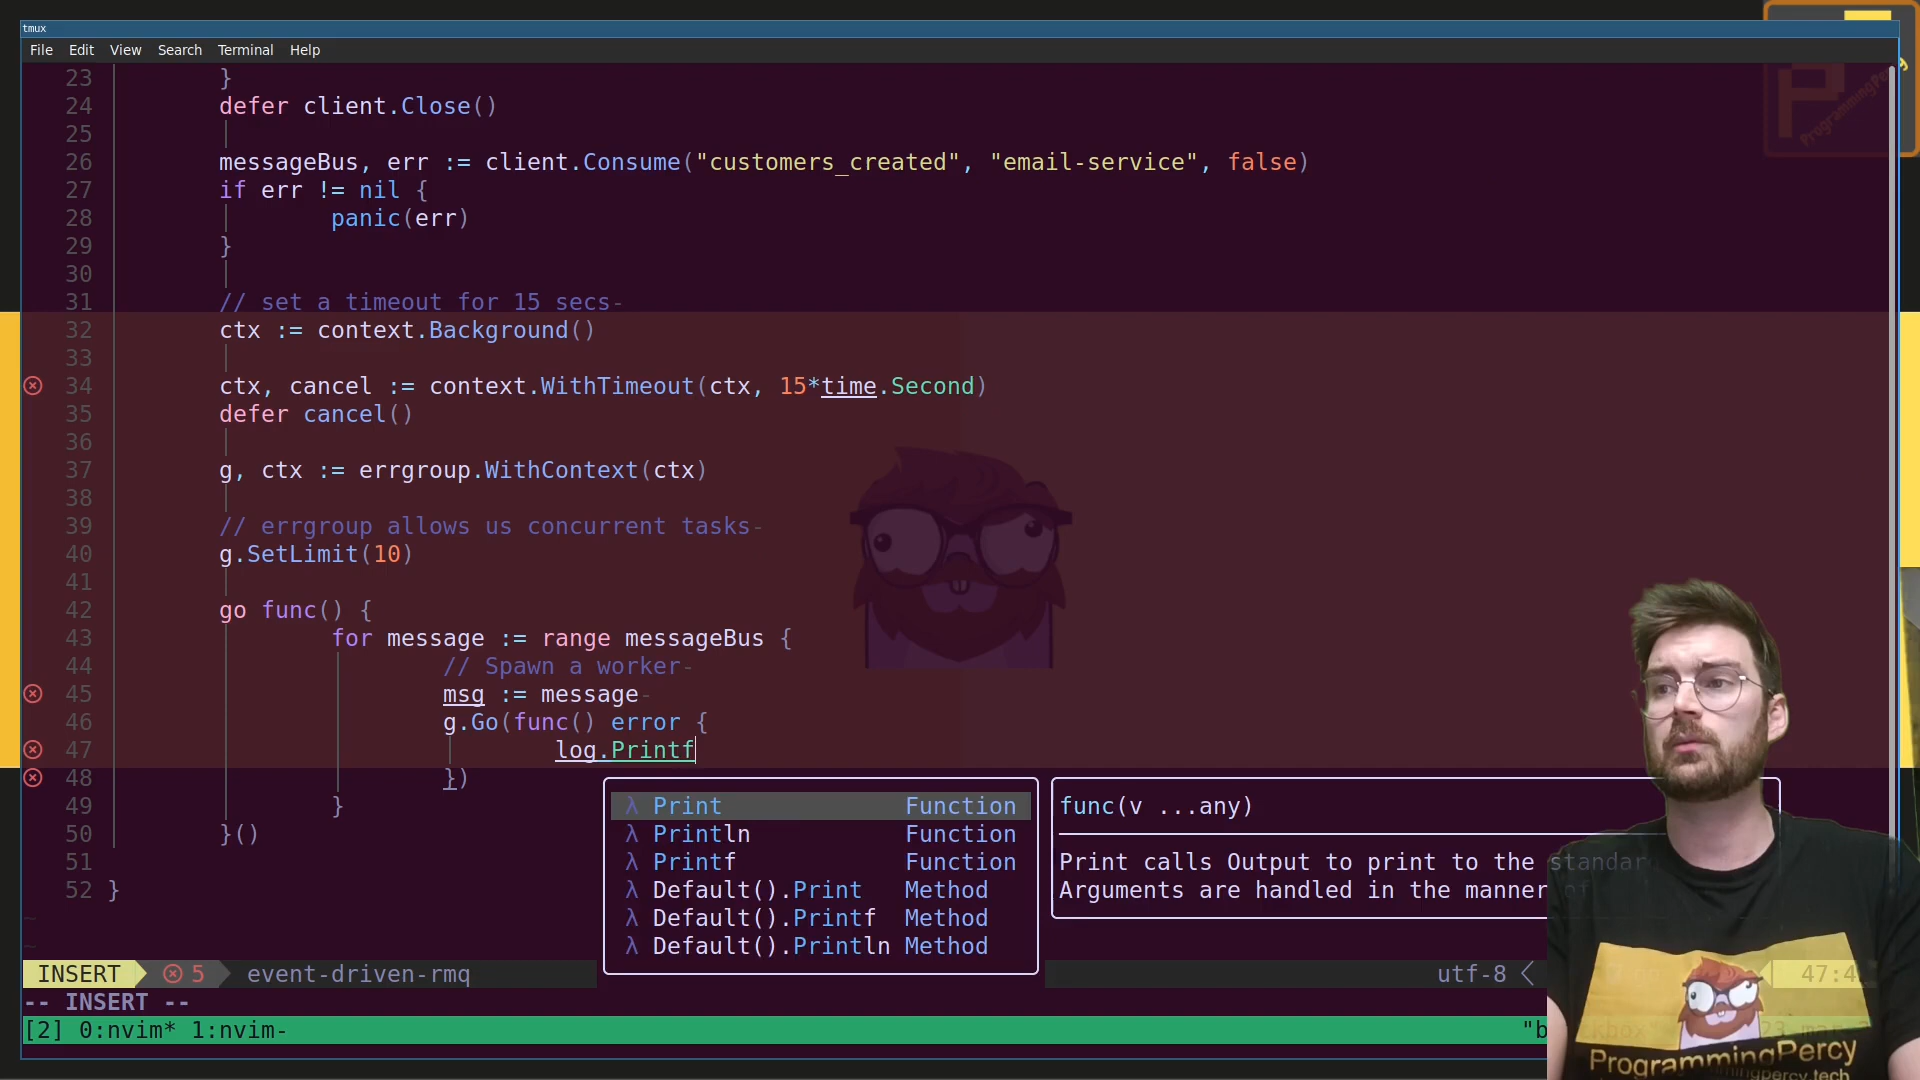 tmux
File Edit View Search Terminal Help
23 }
24 defer client.Close()
25
26 messageBus, err := client.Consume("customers_created", "email-service", false)
27 if err != nil {
28 panic(err)
29 }
30
31 // set a timeout for 15 secs-
32 ctx := context.Background()
33
34 ctx, cancel := context.WithTimeout(ctx, 15*time.Second)
35 defer cancel()
36
37 g, ctx := errgroup.WithContext(ctx)
38
39 // errgroup allows us concurrent tasks-
40 g.SetLimit(10)
41
42 go func() {
43 for message := range messageBus {
44 // Spawn a worker-
45 msg := message-
46 g.Go(func() error {
47 log.Printf
48 })
49 }
50 }()
51
52 }
~
~
λ Print Function
λ Println Function
λ Printf Function
λ Default().Print Method
λ Default().Printf Method
λ Default().Println Method
func(v ...any)
Print calls Output to print to the standar
Arguments are handled in the manner of
INSERT 5 event-driven-rmq utf-8
-- INSERT --
[2] 0:nvim* 1:nvim-
ProgrammingPercy
ProgrammingPercy